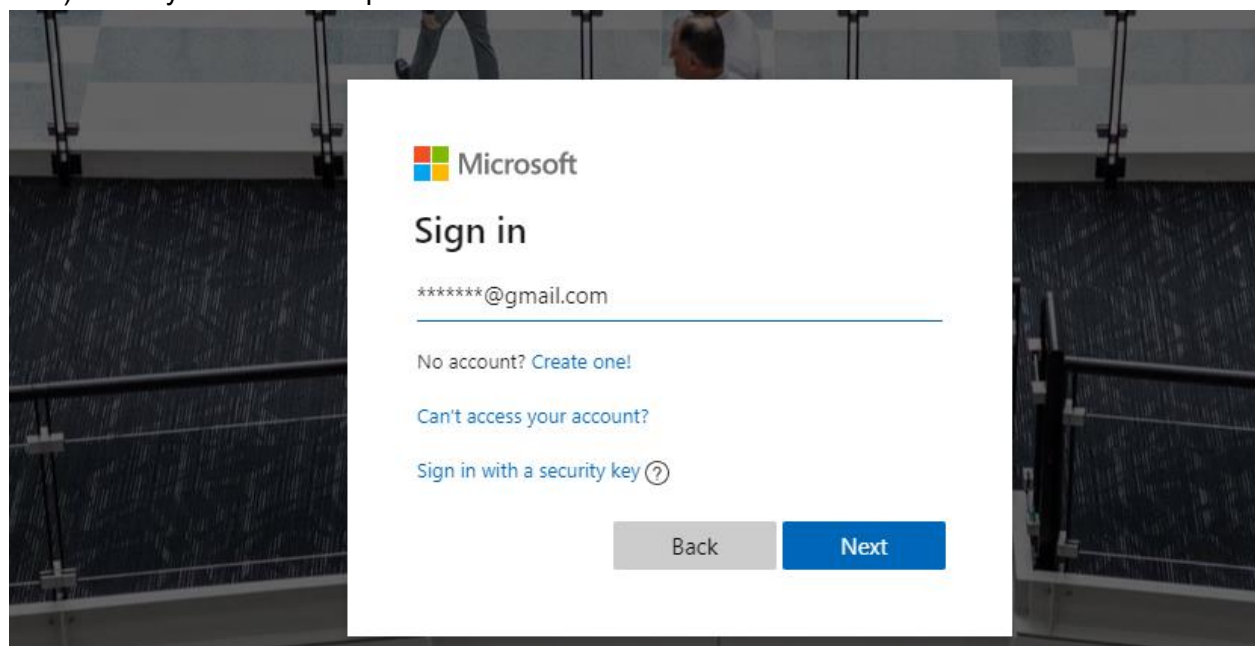 Microsoft
Sign in
*******@gmail.com
No account? Create one!
Can't access your account?
Sign in with a security key
Back Next